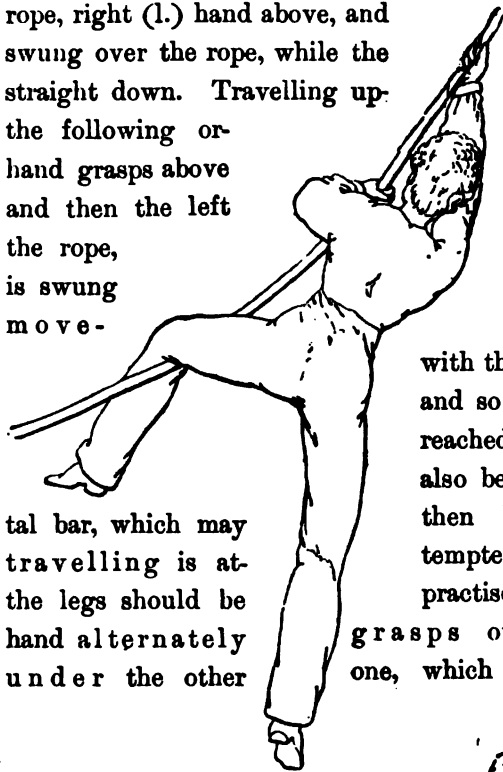 rope, right (l.) hand above, and
swung over the rope, while the
straight down. Travelling up-
the following or-
hand grasps above
and then the left
the rope,
is swung
move-
with th
and so
reached
also be
then
tempte
practise
tal bar, which may
travelling is at-
the legs should be
hand alternately grasps o
under the other one, which